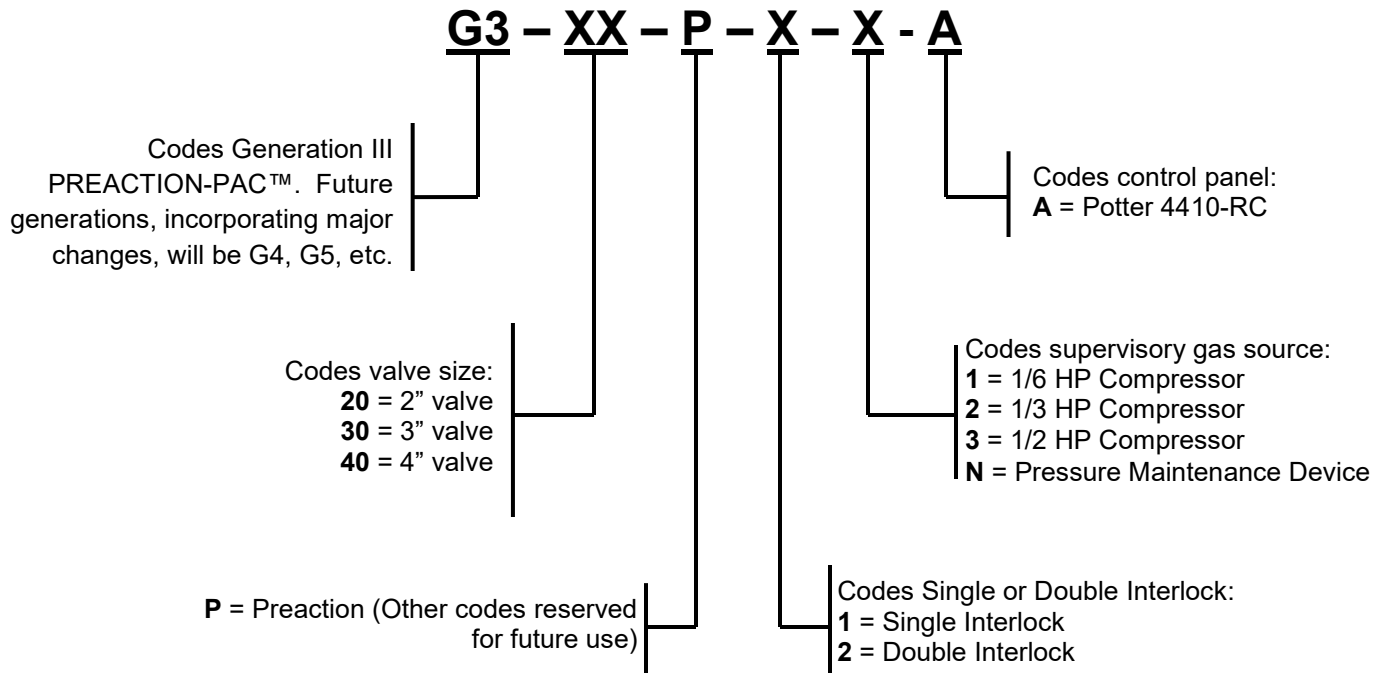 G3 – XX – P – X – X - A
Codes Generation III
PREACTION-PAC™. Future
generations, incorporating major
changes, will be G4, G5, etc.
Codes control panel:
A = Potter 4410-RC
Codes valve size:
20 = 2” valve
30 = 3” valve
40 = 4” valve
Codes supervisory gas source:
1 = 1/6 HP Compressor
2 = 1/3 HP Compressor
3 = 1/2 HP Compressor
N = Pressure Maintenance Device
P = Preaction (Other codes reserved
for future use)
Codes Single or Double Interlock:
1 = Single Interlock
2 = Double Interlock